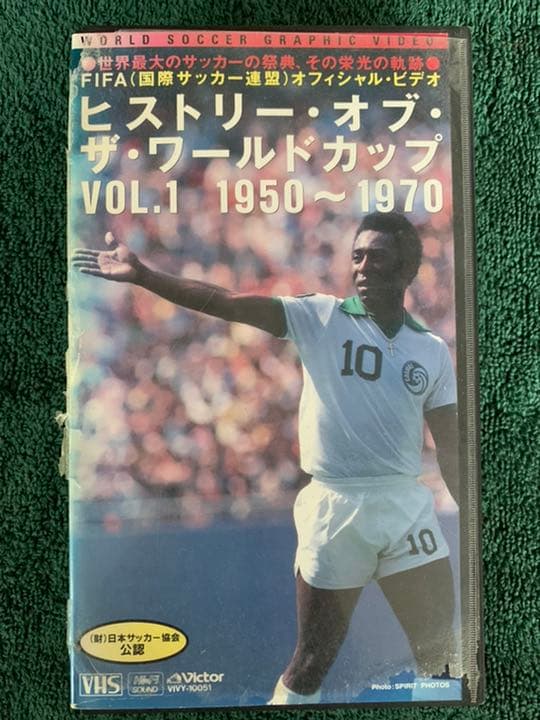 WORLD SOCCER GRAPHIC VIDEO
●世界最大のサッカーの祭典、その栄光の軌跡●
FIFA(国際サッカー連盟)オフィシャル・ビデオ
ヒストリー・オブ・
ザ・ワールドカップ
VOL.1 1950〜1970
10
COSMOS
10
(財)日本サッカー協会
公認
VHS
Hi-Fi
SOUND
Victor
VIVY-10051
Photo:SPIRIT PHOTOS